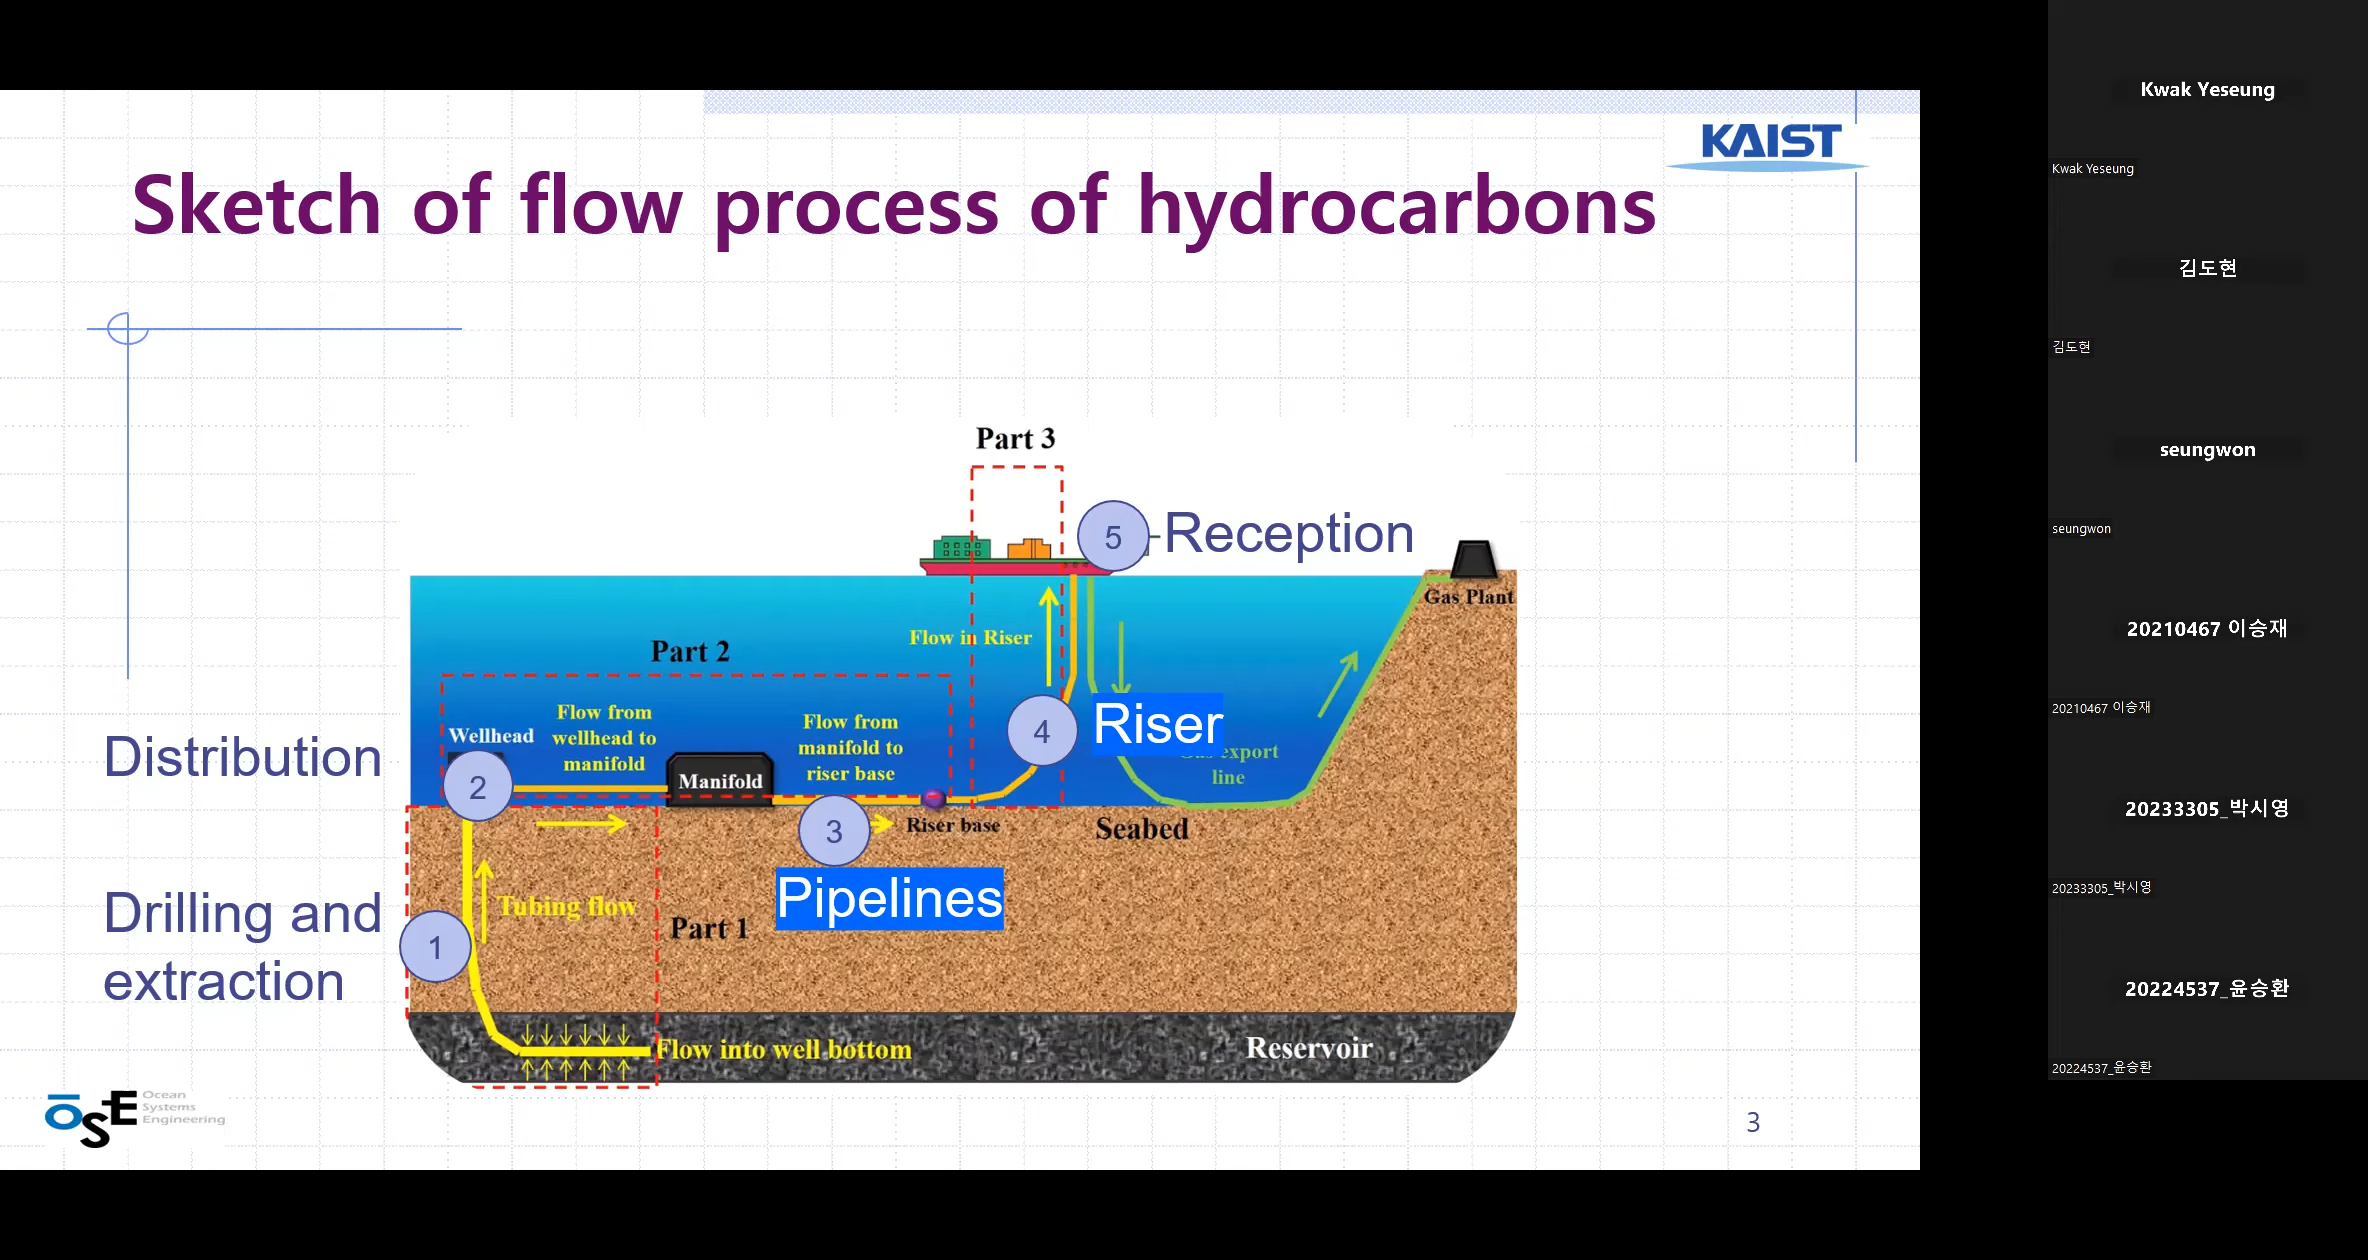 KAIST
Sketch of flow process of hydrocarbons
Part 3
5
Reception
Gas Plant
Flow in Riser
Part 2
Flow from
wellhead to
manifold
Flow from
manifold to
riser base
Wellhead
Distribution
2
Manifold
4
Riser
export
line
3
Riser base
Seabed
Pipelines
Drilling and
extraction
1
Tubing flow
Part 1
Flow into well bottom
Reservoir
OSE
Ocean
Systems
Engineering
3
Kwak Yeseung
Kwak Yeseung
김도현
김도현
seungwon
seungwon
20210467 이승재
20210467 이승재
20233305_박시영
20233305_박시영
20224537_윤승환
20224537_윤승환